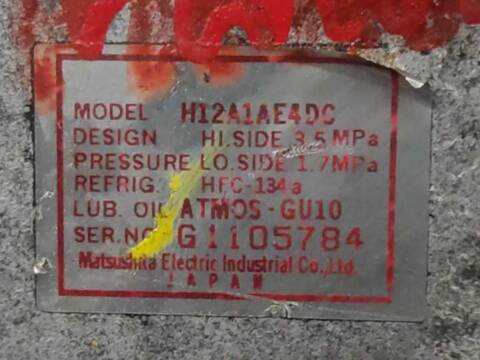 MODEL H12A1AE4DC
DESIGN HI.SIDE 3.5MPa
PRESSURE LO.SIDE 1.7MPa
REFRIG. HFC-134a
LUB. OIL ATMOS-GU10
SER.NO G1105784
Matsushita Electric Industrial Co.,Ltd.
JAPAN